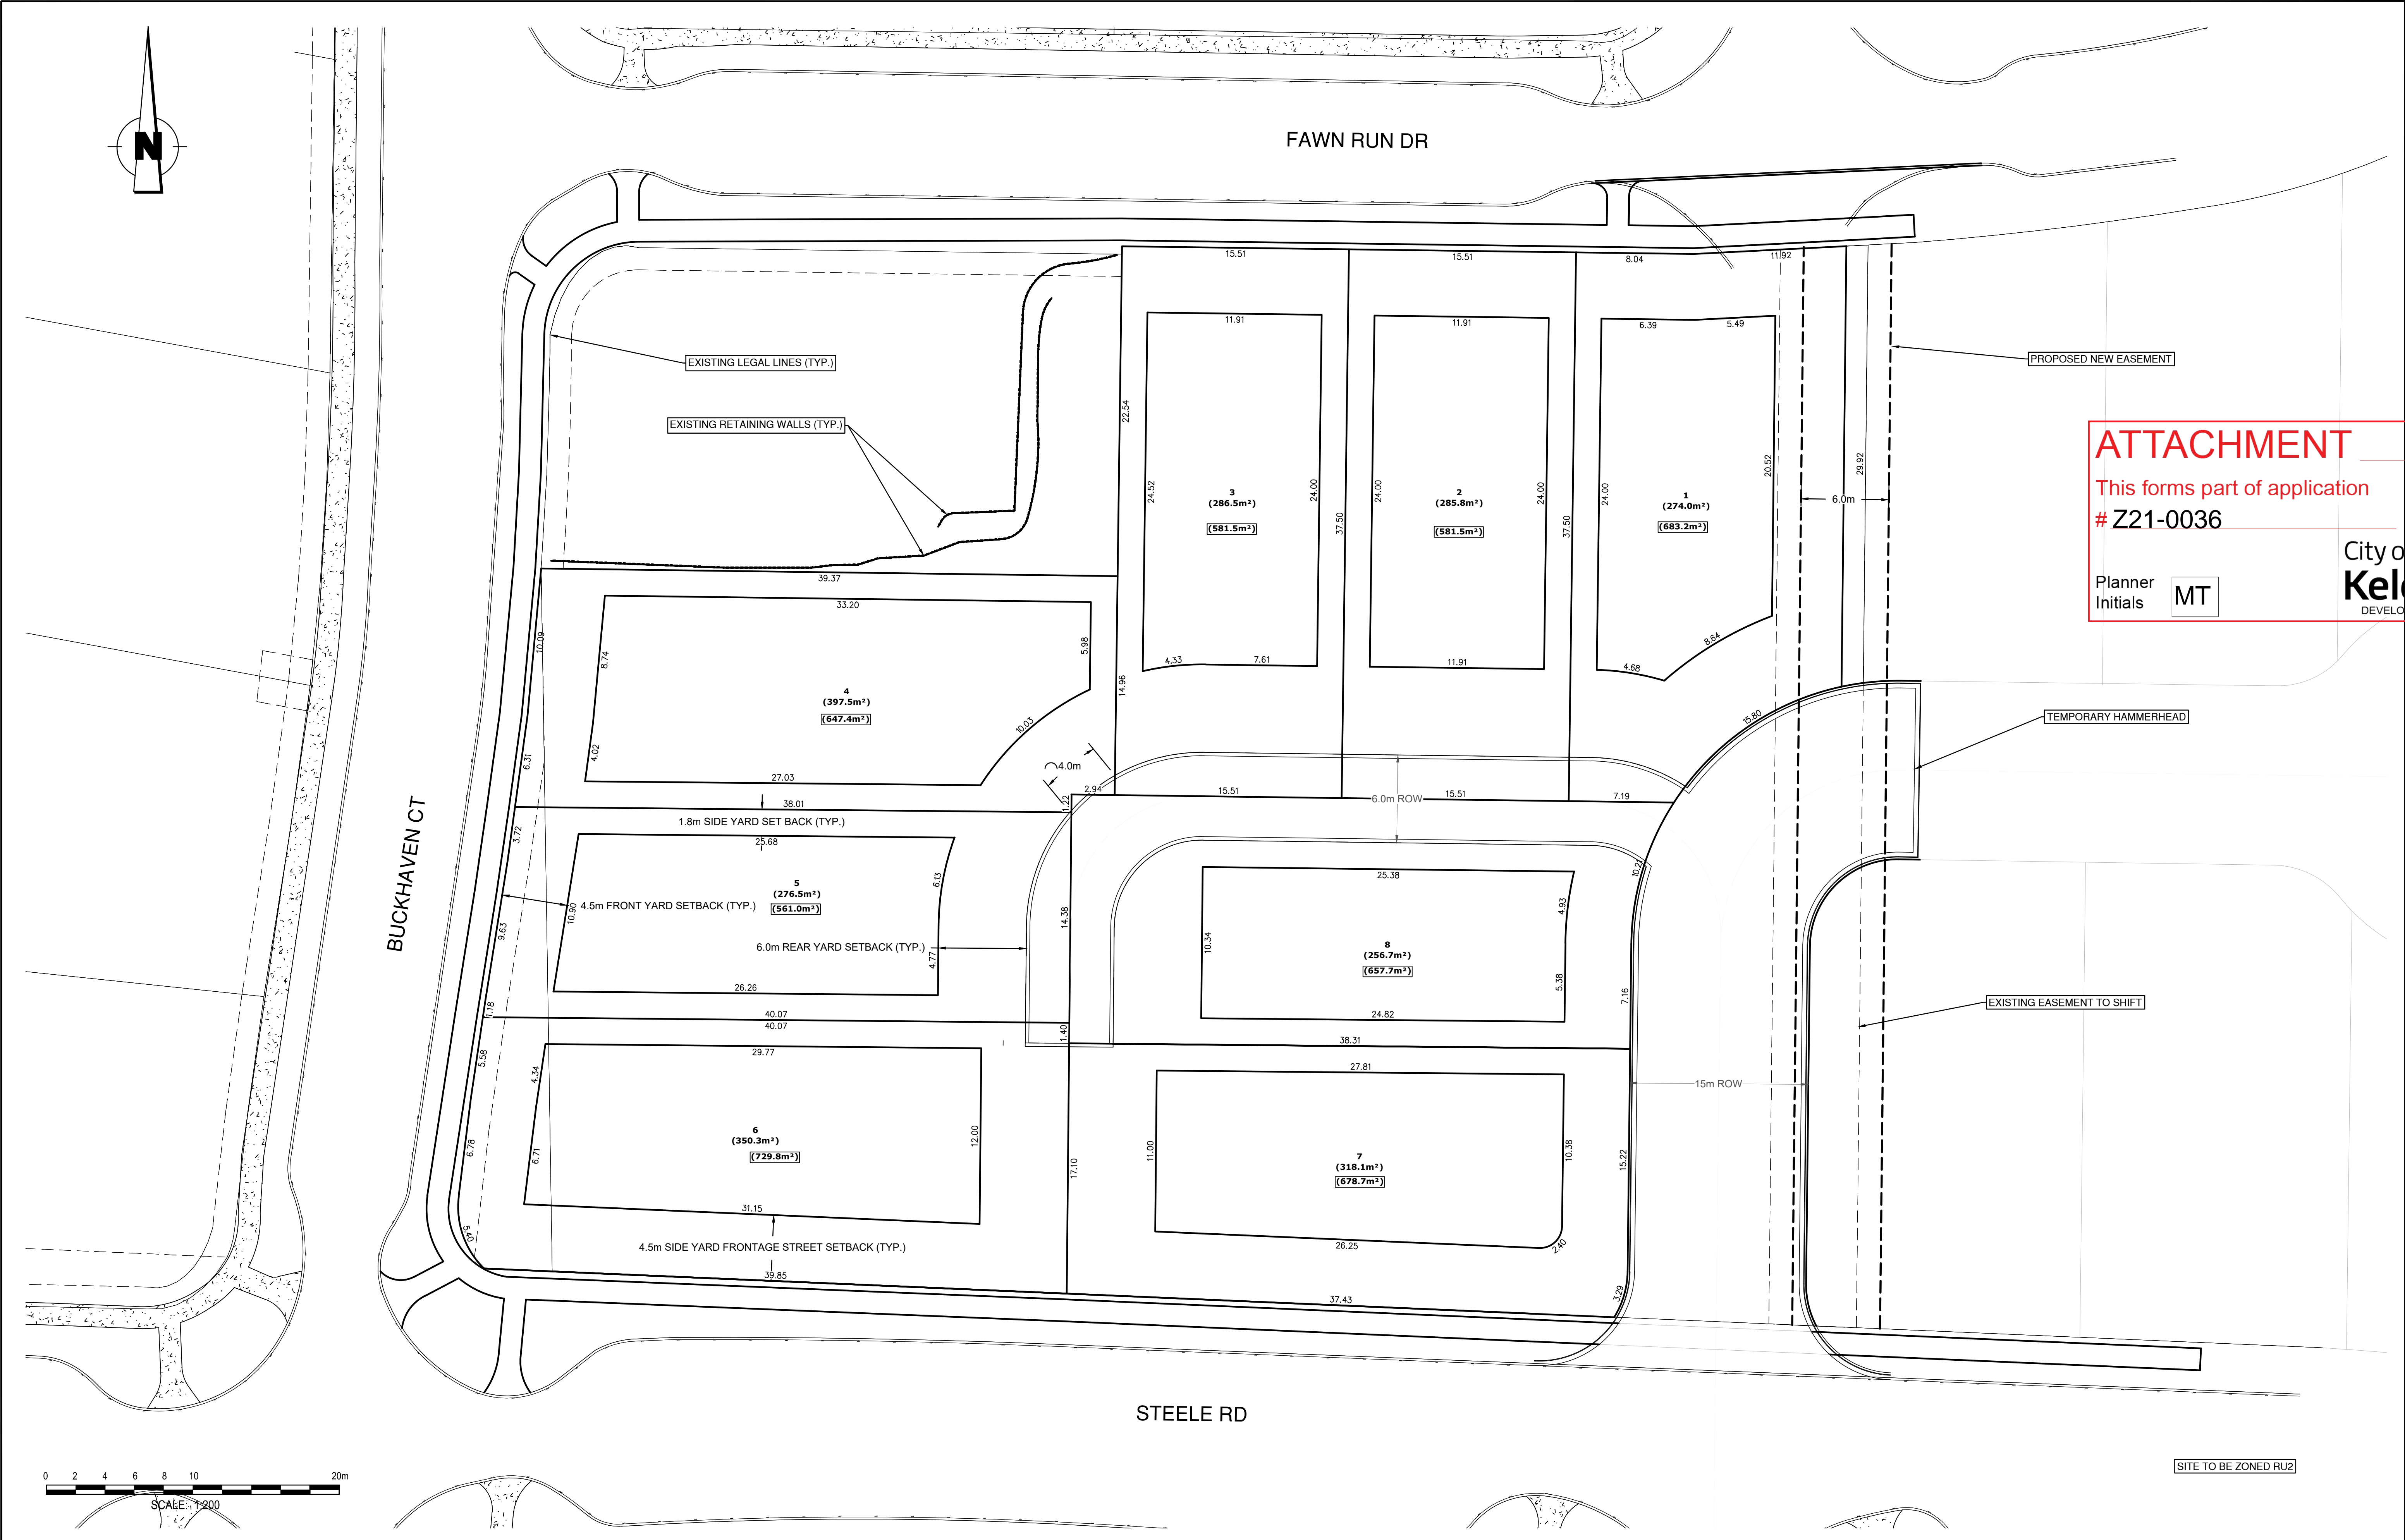 N
FAWN RUN DR
15.51
15.51
8.04
11.92
11.91
11.91
6.39
5.49
EXISTING LEGAL LINES (TYP.)
PROPOSED NEW EASEMENT
EXISTING RETAINING WALLS (TYP.)
22.54
24.52
3
(286.5m²)
(581.5m²)
24.00
37.50
24.00
2
(285.8m²)
(581.5m²)
24.00
37.50
24.00
1
(274.0m²)
(683.2m²)
20.52
6.0m
29.92
ATTACHMENT
This forms part of application
# Z21-0036
City o
Kel
DEVELO
Planner
Initials
MT
39.37
33.20
10.09
8.74
5.98
4.33
7.61
11.91
4.68
8.64
4
(397.5m²)
(647.4m²)
14.96
10.03
15.80
TEMPORARY HAMMERHEAD
6.31
4.02
27.03
4.0m
38.01
1.22
2.94
15.51
6.0m ROW
15.51
7.19
1.8m SIDE YARD SET BACK (TYP.)
BUCKHAVEN CT
3.72
25.68
6.13
5
(276.5m²)
(561.0m²)
10.90
4.5m FRONT YARD SETBACK (TYP.)
9.63
6.0m REAR YARD SETBACK (TYP.)
4.77
14.38
26.26
25.38
4.93
10.21
10.34
8
(256.7m²)
(657.7m²)
5.38
7.16
24.82
EXISTING EASEMENT TO SHIFT
1.18
40.07
40.07
1.40
38.31
5.58
29.77
4.34
27.81
15m ROW
6
(350.3m²)
(729.8m²)
12.00
6.78
6.71
17.10
11.00
7
(318.1m²)
(678.7m²)
10.38
15.22
31.15
5.40
4.5m SIDE YARD FRONTAGE STREET SETBACK (TYP.)
26.25
2.40
39.85
37.43
3.29
STEELE RD
0 2 4 6 8 10 20m
SCALE: 1:200
SITE TO BE ZONED RU2